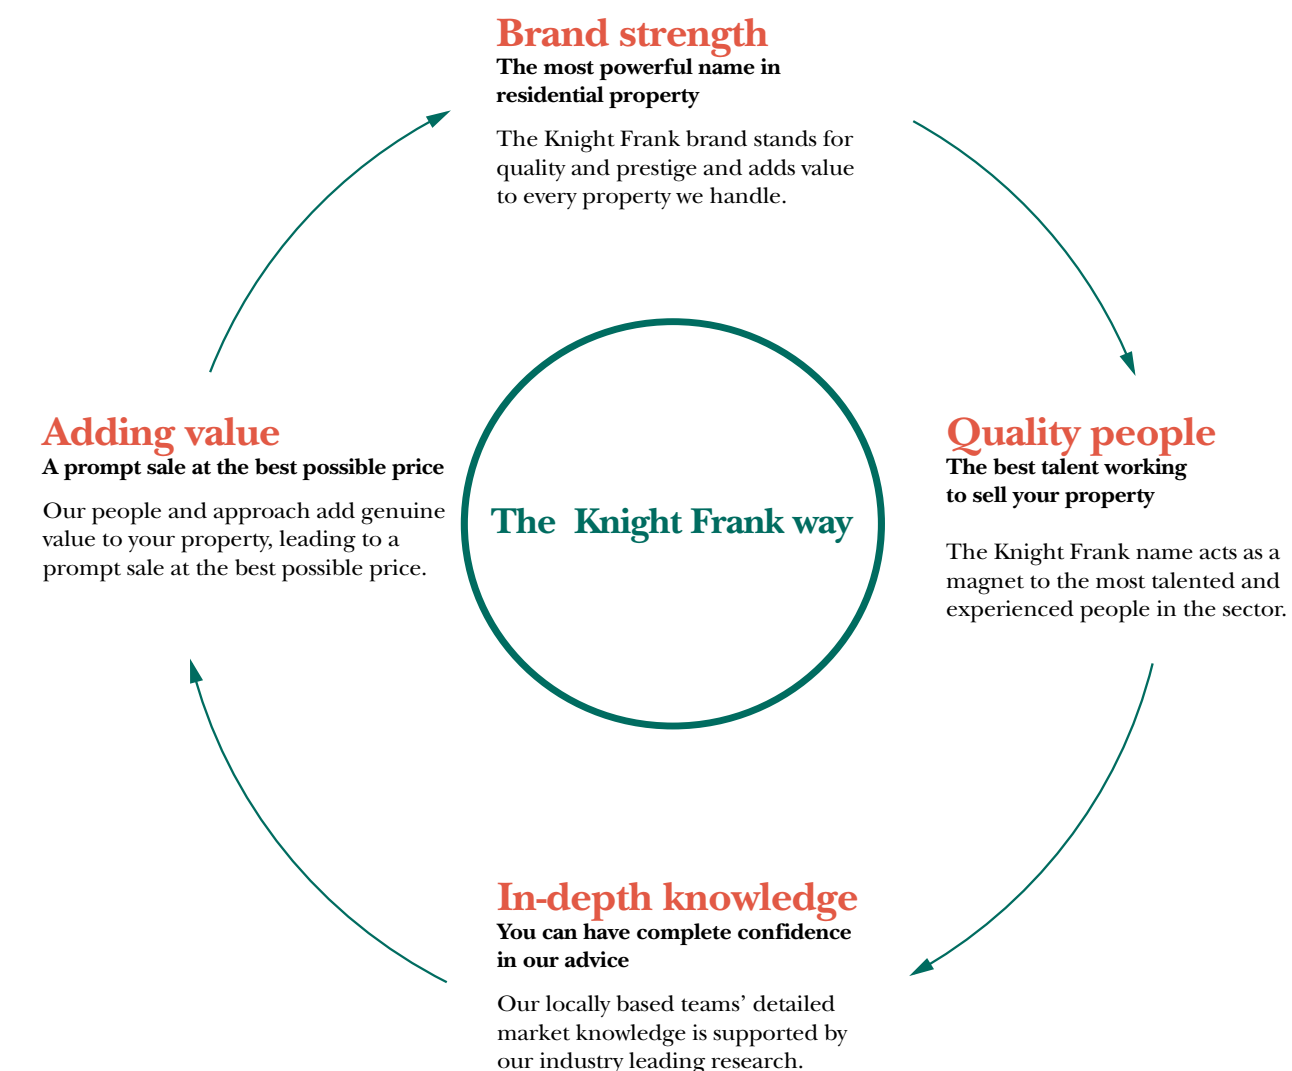 Brand strength
The most powerful name in
residential property
The Knight Frank brand stands for
quality and prestige and adds value
to every property we handle.
Quality people
The best talent working
to sell your property
The Knight Frank name acts as a
magnet to the most talented and
experienced people in the sector.
In-depth knowledge
You can have complete confidence
in our advice
Our locally based teams’ detailed
market knowledge is supported by
our industry leading research.
Adding value
A prompt sale at the best possible price
Our people and approach add genuine
value to your property, leading to a
prompt sale at the best possible price.
The Knight Frank way